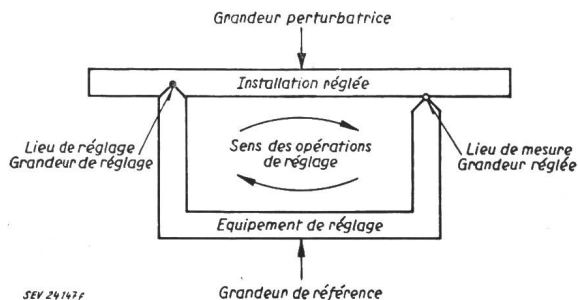 Grandeur perturbatrice
Installation réglée
Lieu de réglage
Grandeur de réglage
Sens des opérations
de réglage
Lieu de mesure
Grandeur réglée
Equipement de réglage
Grandeur de référence
SEV 24147f